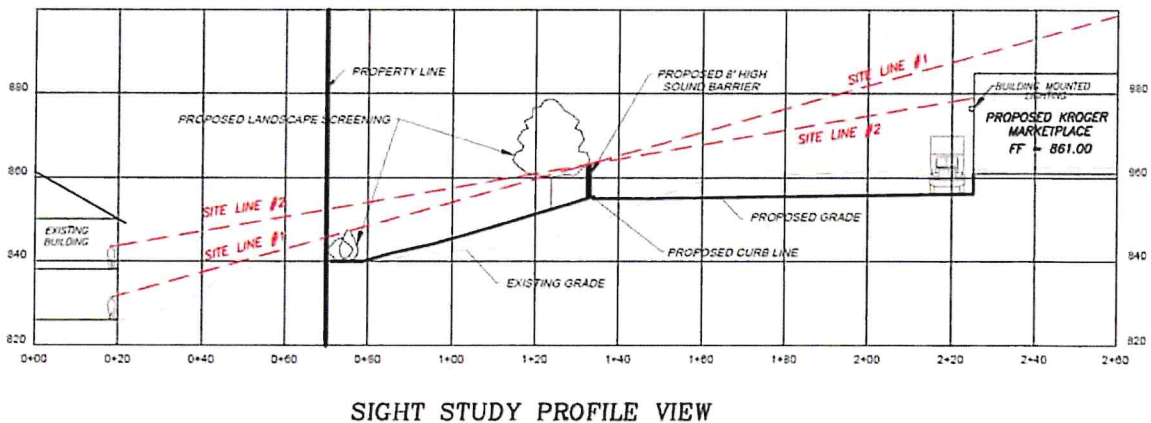 PROPERTY LINE
PROPOSED 8' HIGH
SOUND BARRIER
SITE LINE #1
880
880
BUILDING MOUNTED
LIGHTING
PROPOSED LANDSCAPE SCREENING
SITE LINE #2
PROPOSED KROGER
MARKETPLACE
FF = 861.00
860
860
SITE LINE #2
PROPOSED GRADE
EXISTING
BUILDING
SITE LINE #1
840
PROPOSED CURB LINE
840
EXISTING GRADE
820
820
0+00
0+20
0+40
0+60
0+80
1+00
1+20
1+40
1+60
1+80
2+00
2+20
2+40
2+60
SIGHT STUDY PROFILE VIEW